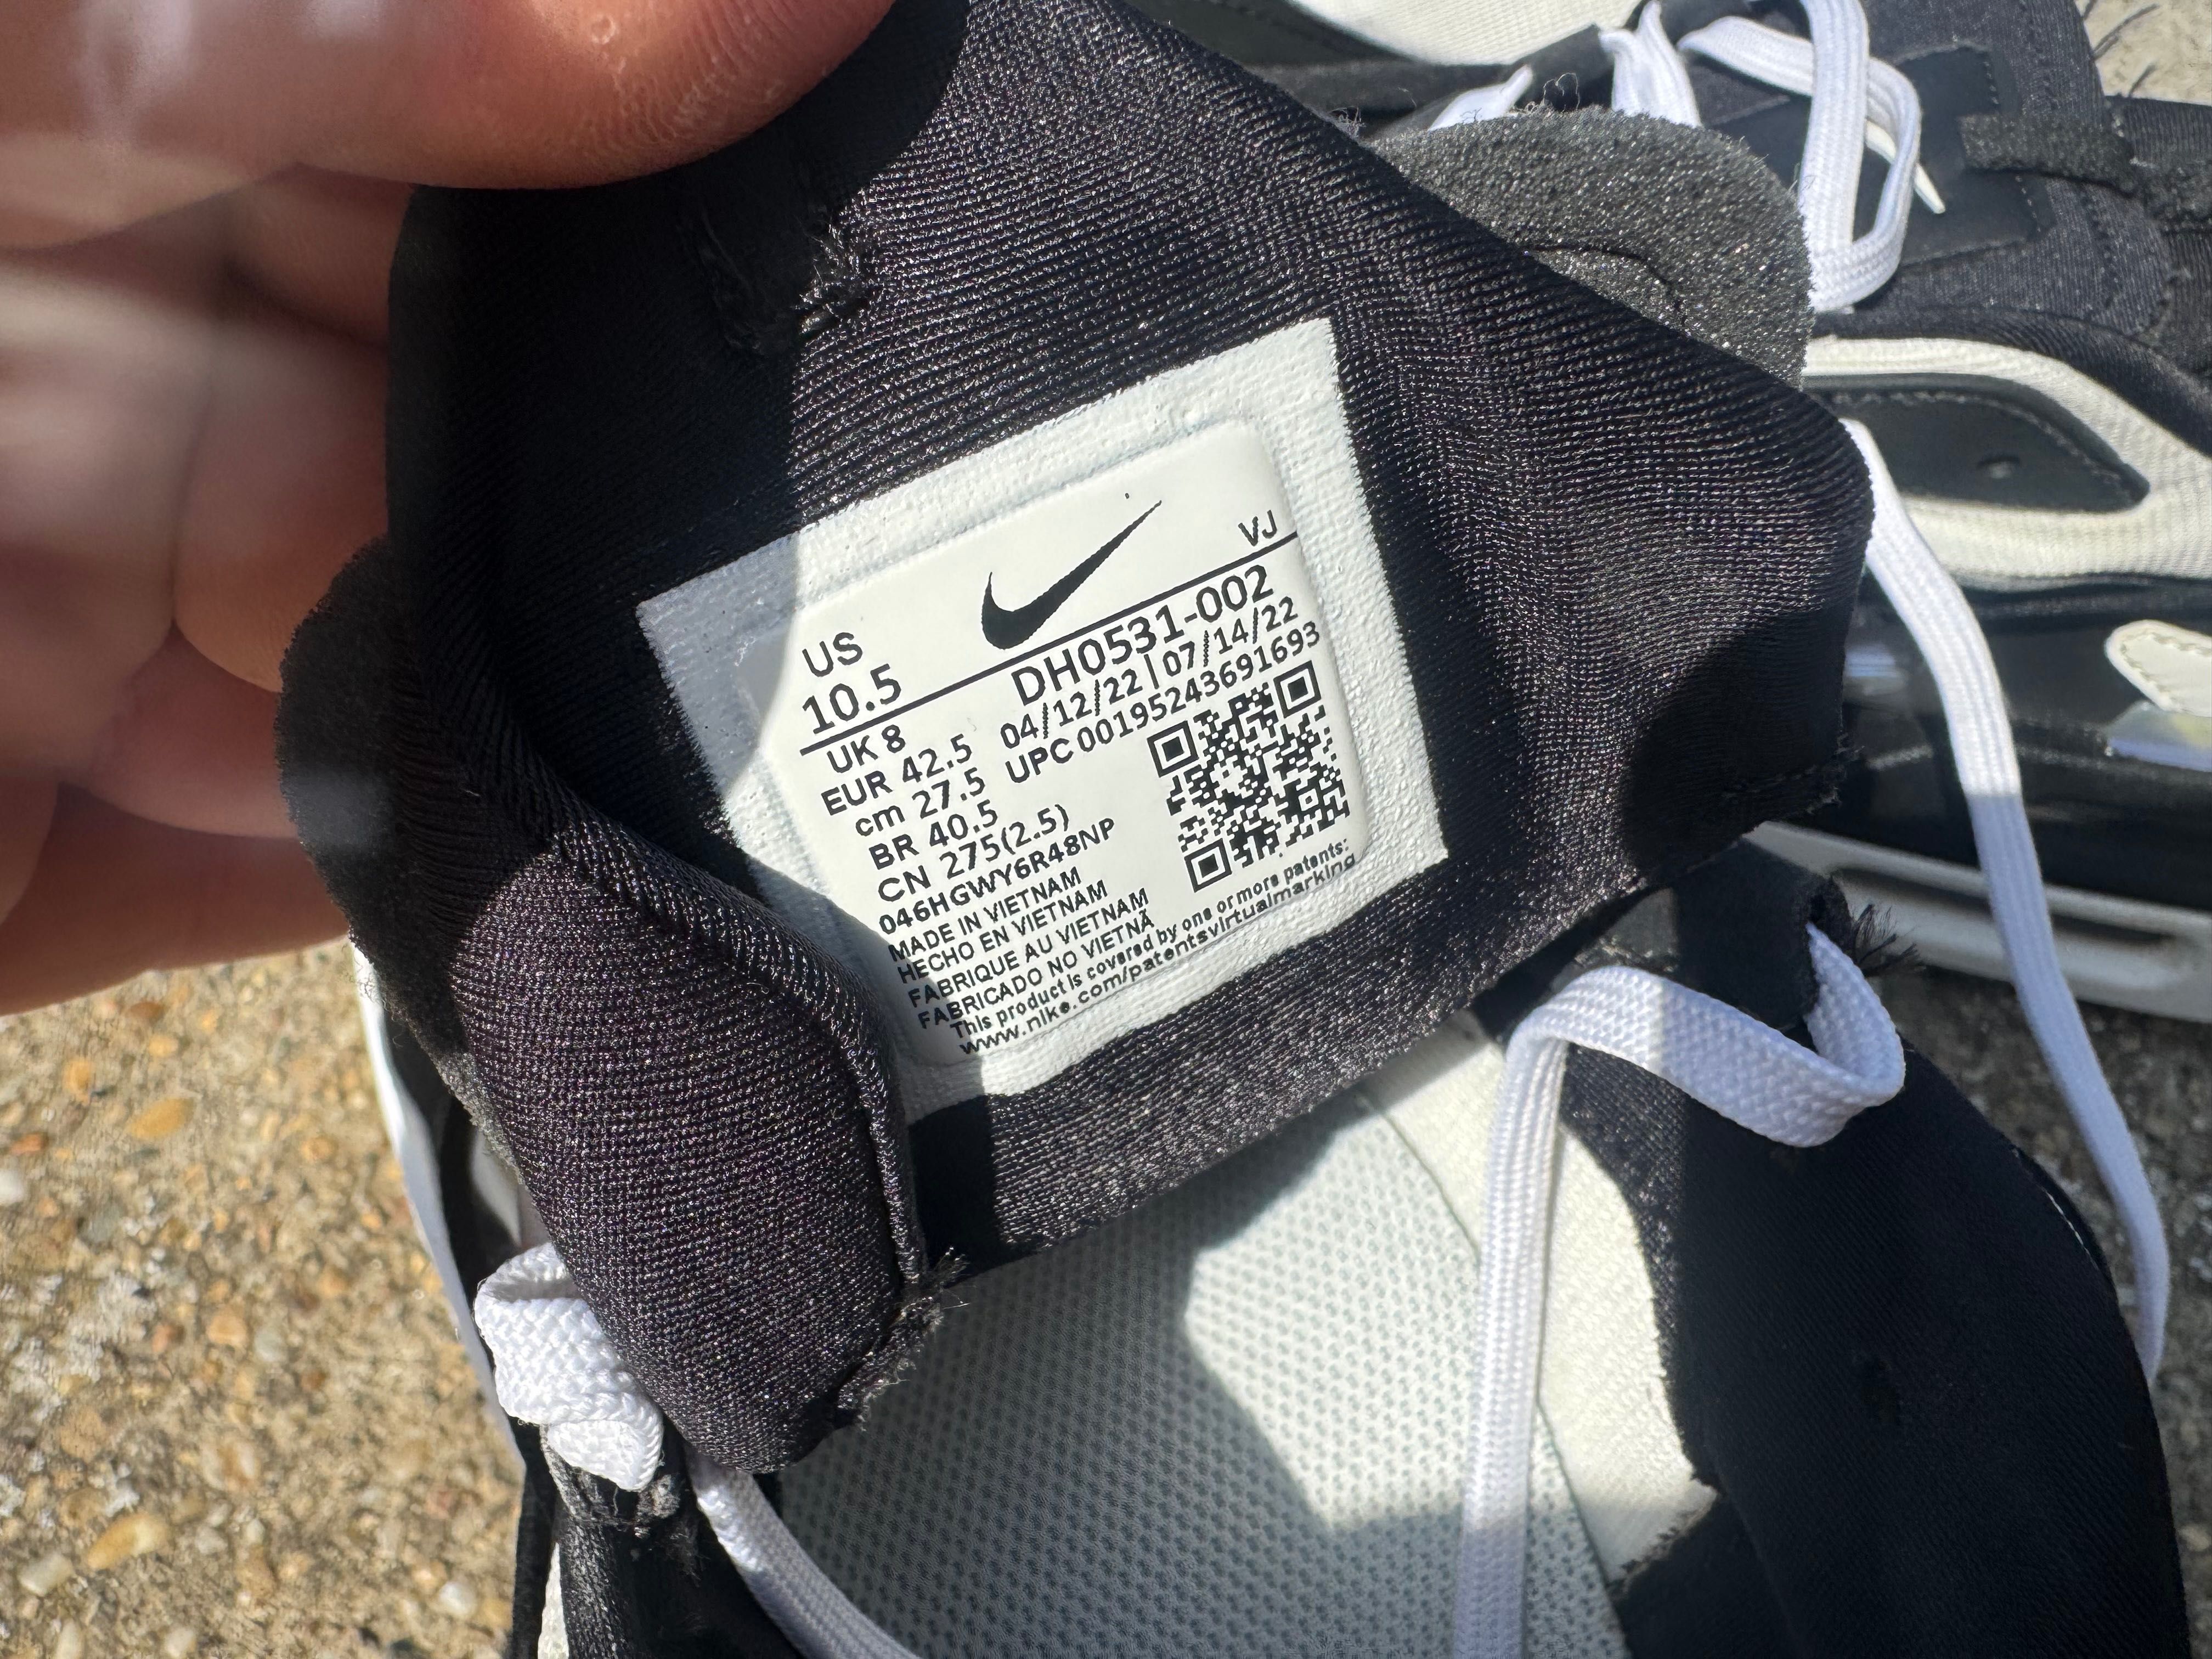 VJ
US
10.5
DH0531-002
04/12/22 | 07/14/22
UPC 00195243691693
UK 8
EUR 42.5
cm 27.5
BR 40.5
CN 275(2.5)
046HGWY6R48NP
MADE IN VIETNAM
HECHO EN VIETNAM
FABRIQUE AU VIETNAM
FABRICADO NO VIETNÃ
This product is covered by one or more patents:
www.nike.com/patentsvirtualmarking